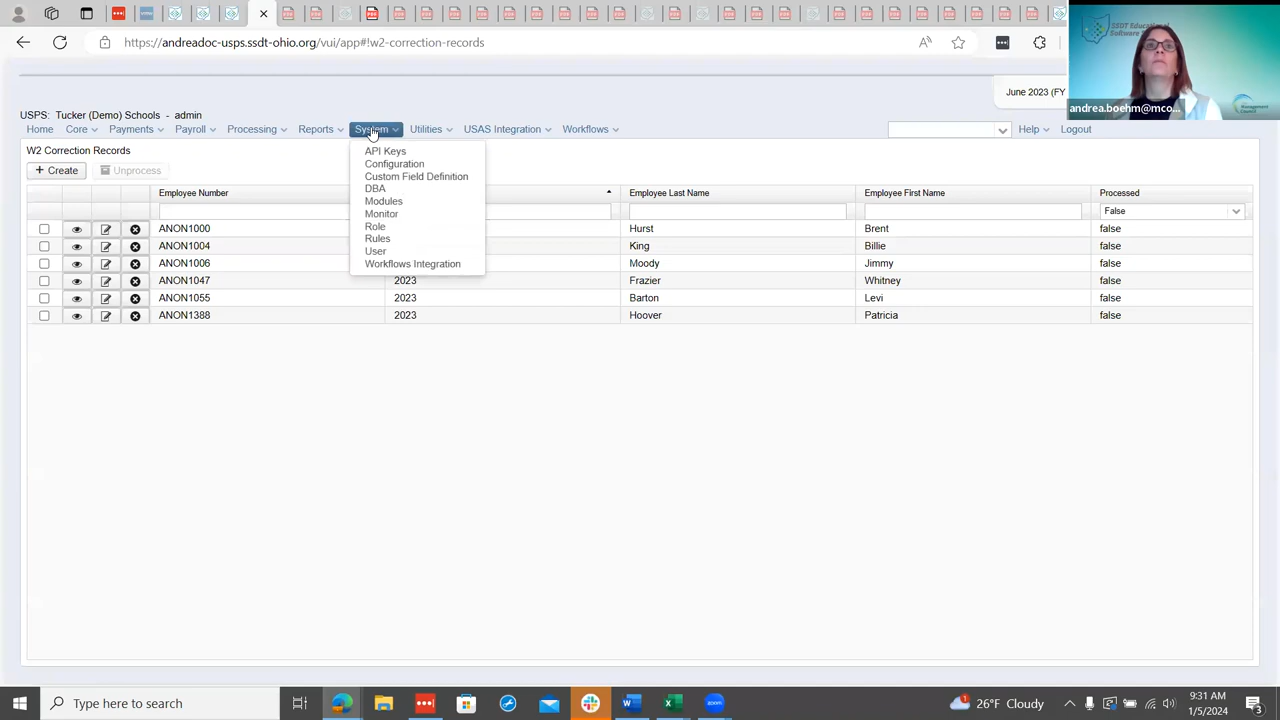 https://andreadoc-usps.ssdt-ohio.org/vui/app#!w2-correction-records
SSDT Educational
Software
andrea.boehm@mco...
June 2023 (FY
USPS: Tucker (Demo) Schools - admin
Home Core Payments Payroll Processing Reports System Utilities USAS Integration Workflows Help Logout
W2 Correction Records
+ Create Unprocess
API Keys
Configuration
Custom Field Definition
DBA
Modules
Monitor
Role
Rules
User
Workflows Integration
Employee Number Employee Last Name Employee First Name Processed
False
ANON1000 Hurst Brent false
ANON1004 King Billie false
ANON1006 Moody Jimmy false
ANON1047 2023 Frazier Whitney false
ANON1055 2023 Barton Levi false
ANON1388 2023 Hoover Patricia false
Type here to search
26°F Cloudy
9:31 AM
1/5/2024